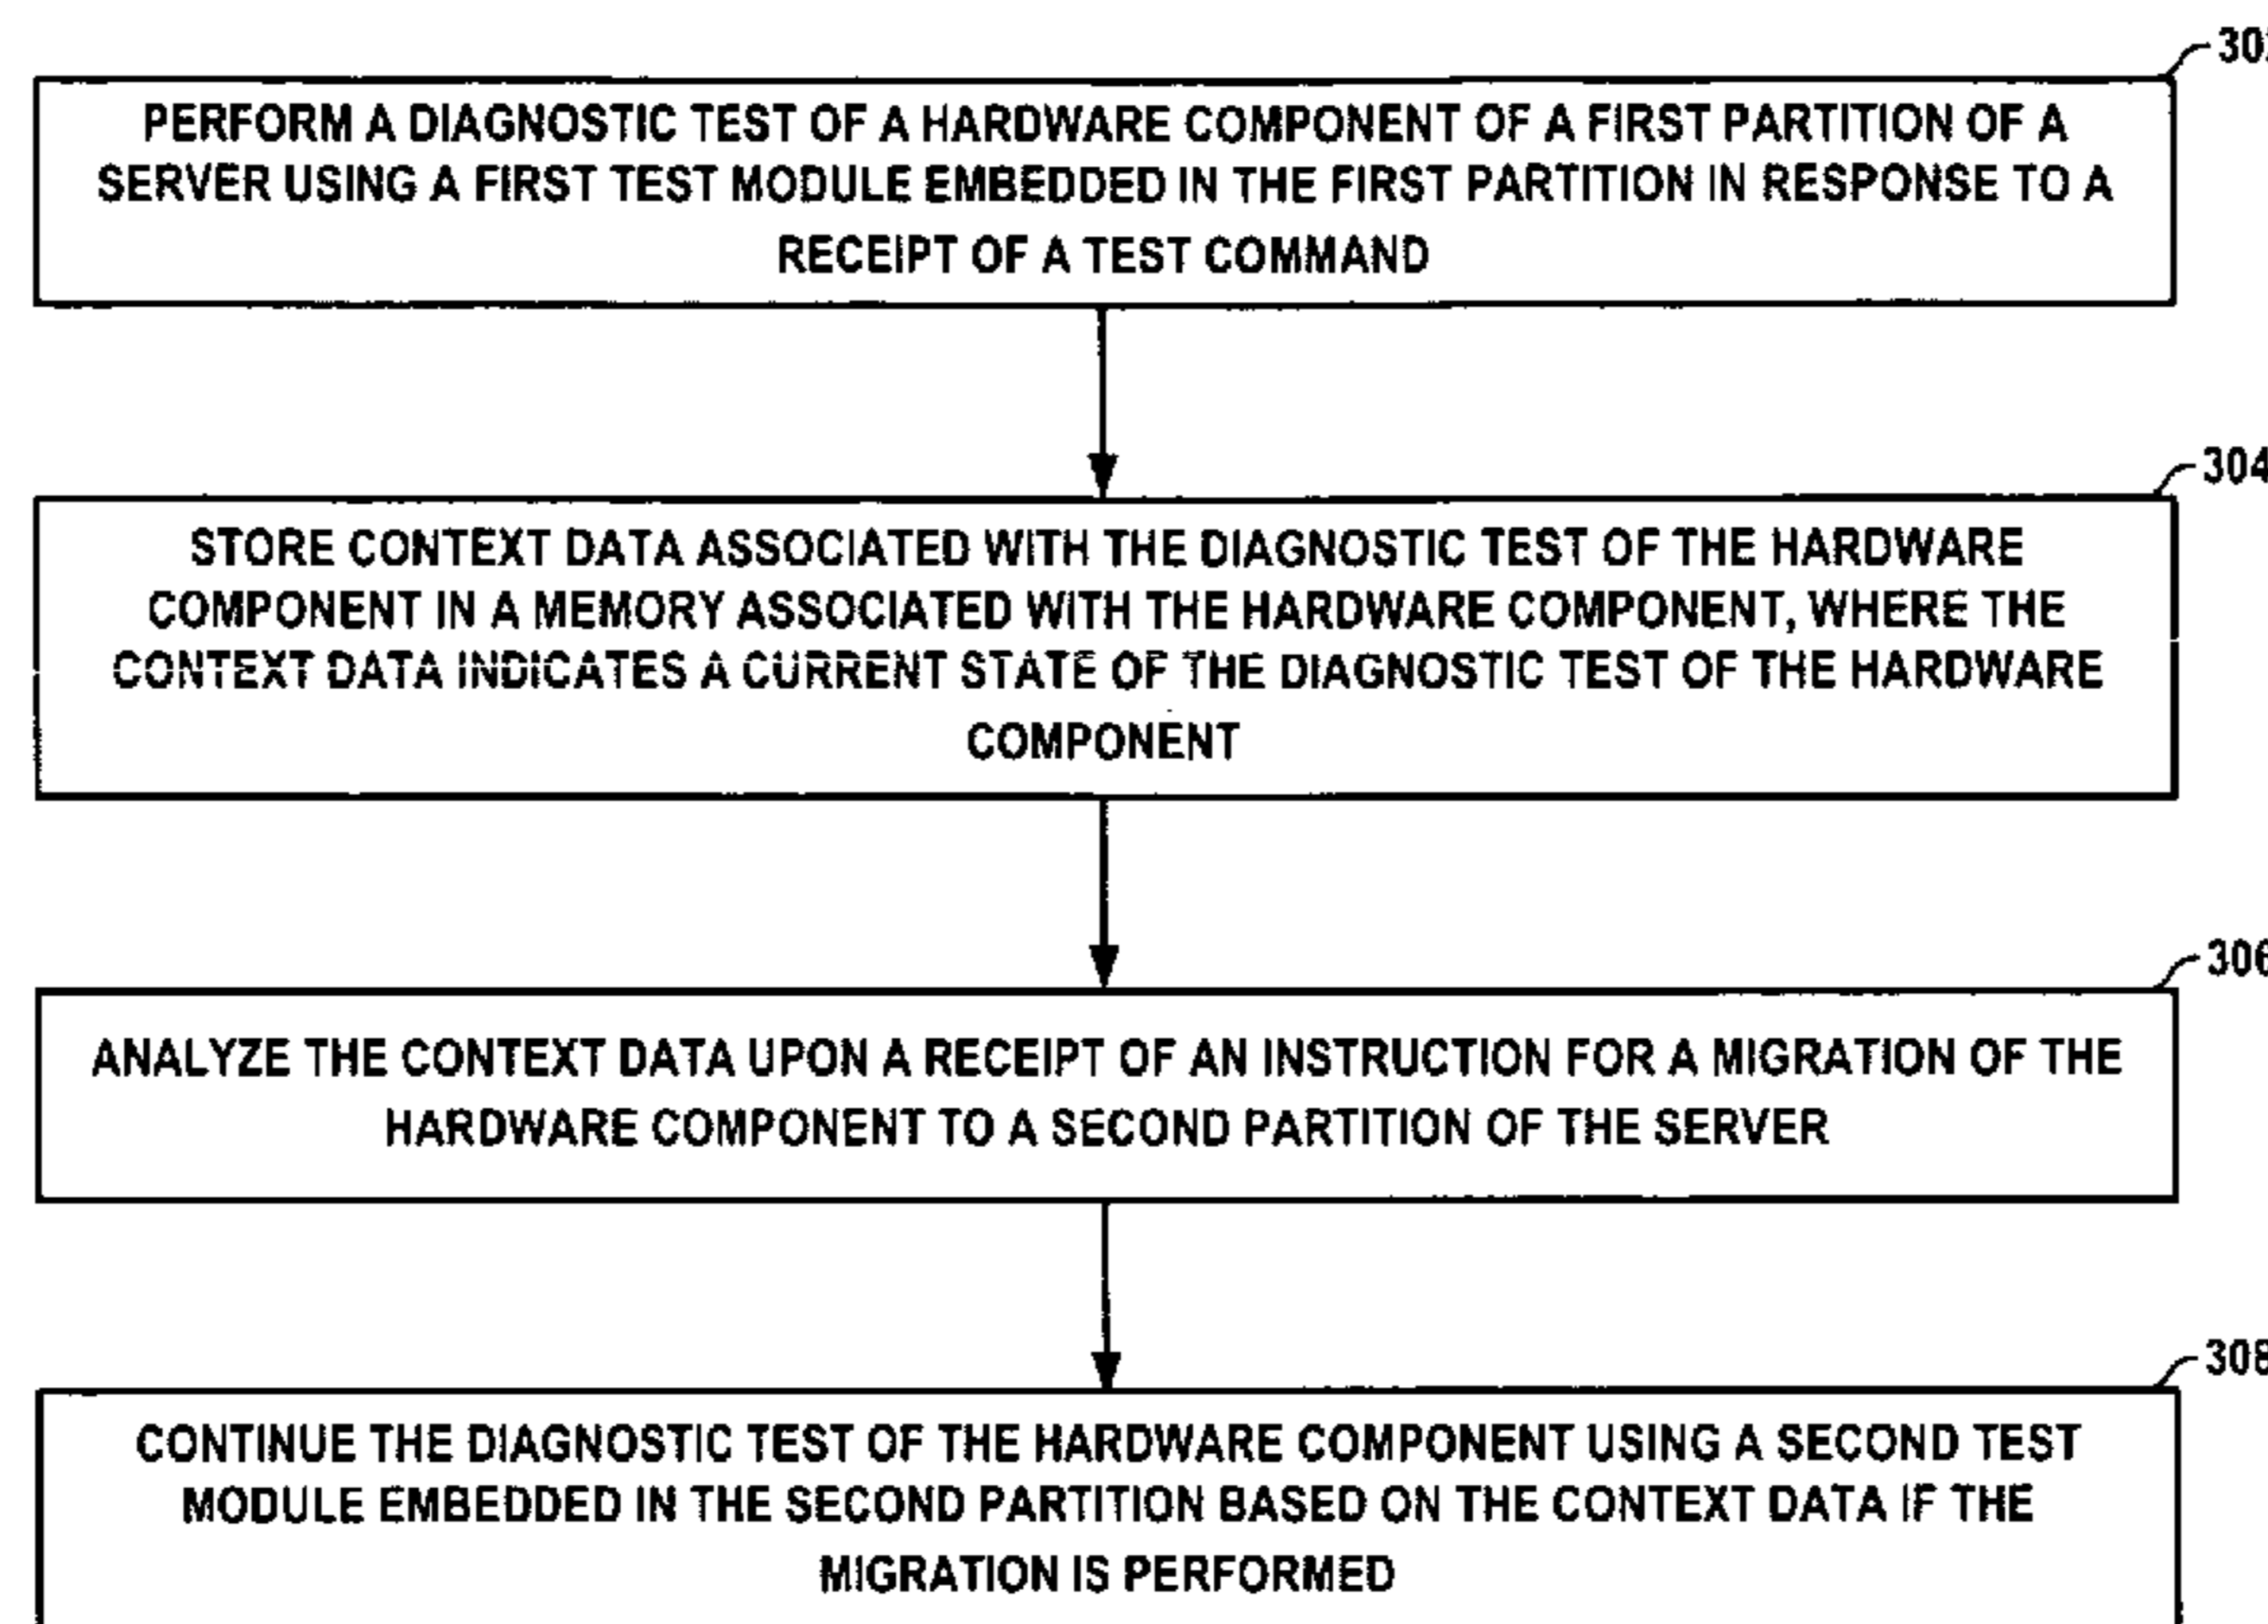 PERFORM A DIAGNOSTIC TEST OF A HARDWARE COMPONENT OF A FIRST PARTITION OF A
SERVER USING A FIRST TEST MODULE EMBEDDED IN THE FIRST PARTITION IN RESPONSE TO A
RECEIPT OF A TEST COMMAND
304
STORE CONTEXT DATA ASSOCIATED WITH THE DIAGNOSTIC TEST OF THE HARDWARE
COMPONENT IN A MEMORY ASSOCIATED WITH THE HARDWARE COMPONENT, WHERE THE
CONTEXT DATA INDICATES A CURRENT STATE OF THE DIAGNOSTIC TEST OF THE HARDWARE
COMPONENT
306
ANALYZE THE CONTEXT DATA UPON A RECEIPT OF AN INSTRUCTION FOR A MIGRATION OF THE
HARDWARE COMPONENT TO A SECOND PARTITION OF THE SERVER
308
CONTINUE THE DIAGNOSTIC TEST OF THE HARDWARE COMPONENT USING A SECOND TEST
MODULE EMBEDDED IN THE SECOND PARTITION BASED ON THE CONTEXT DATA IF THE
MIGRATION IS PERFORMED